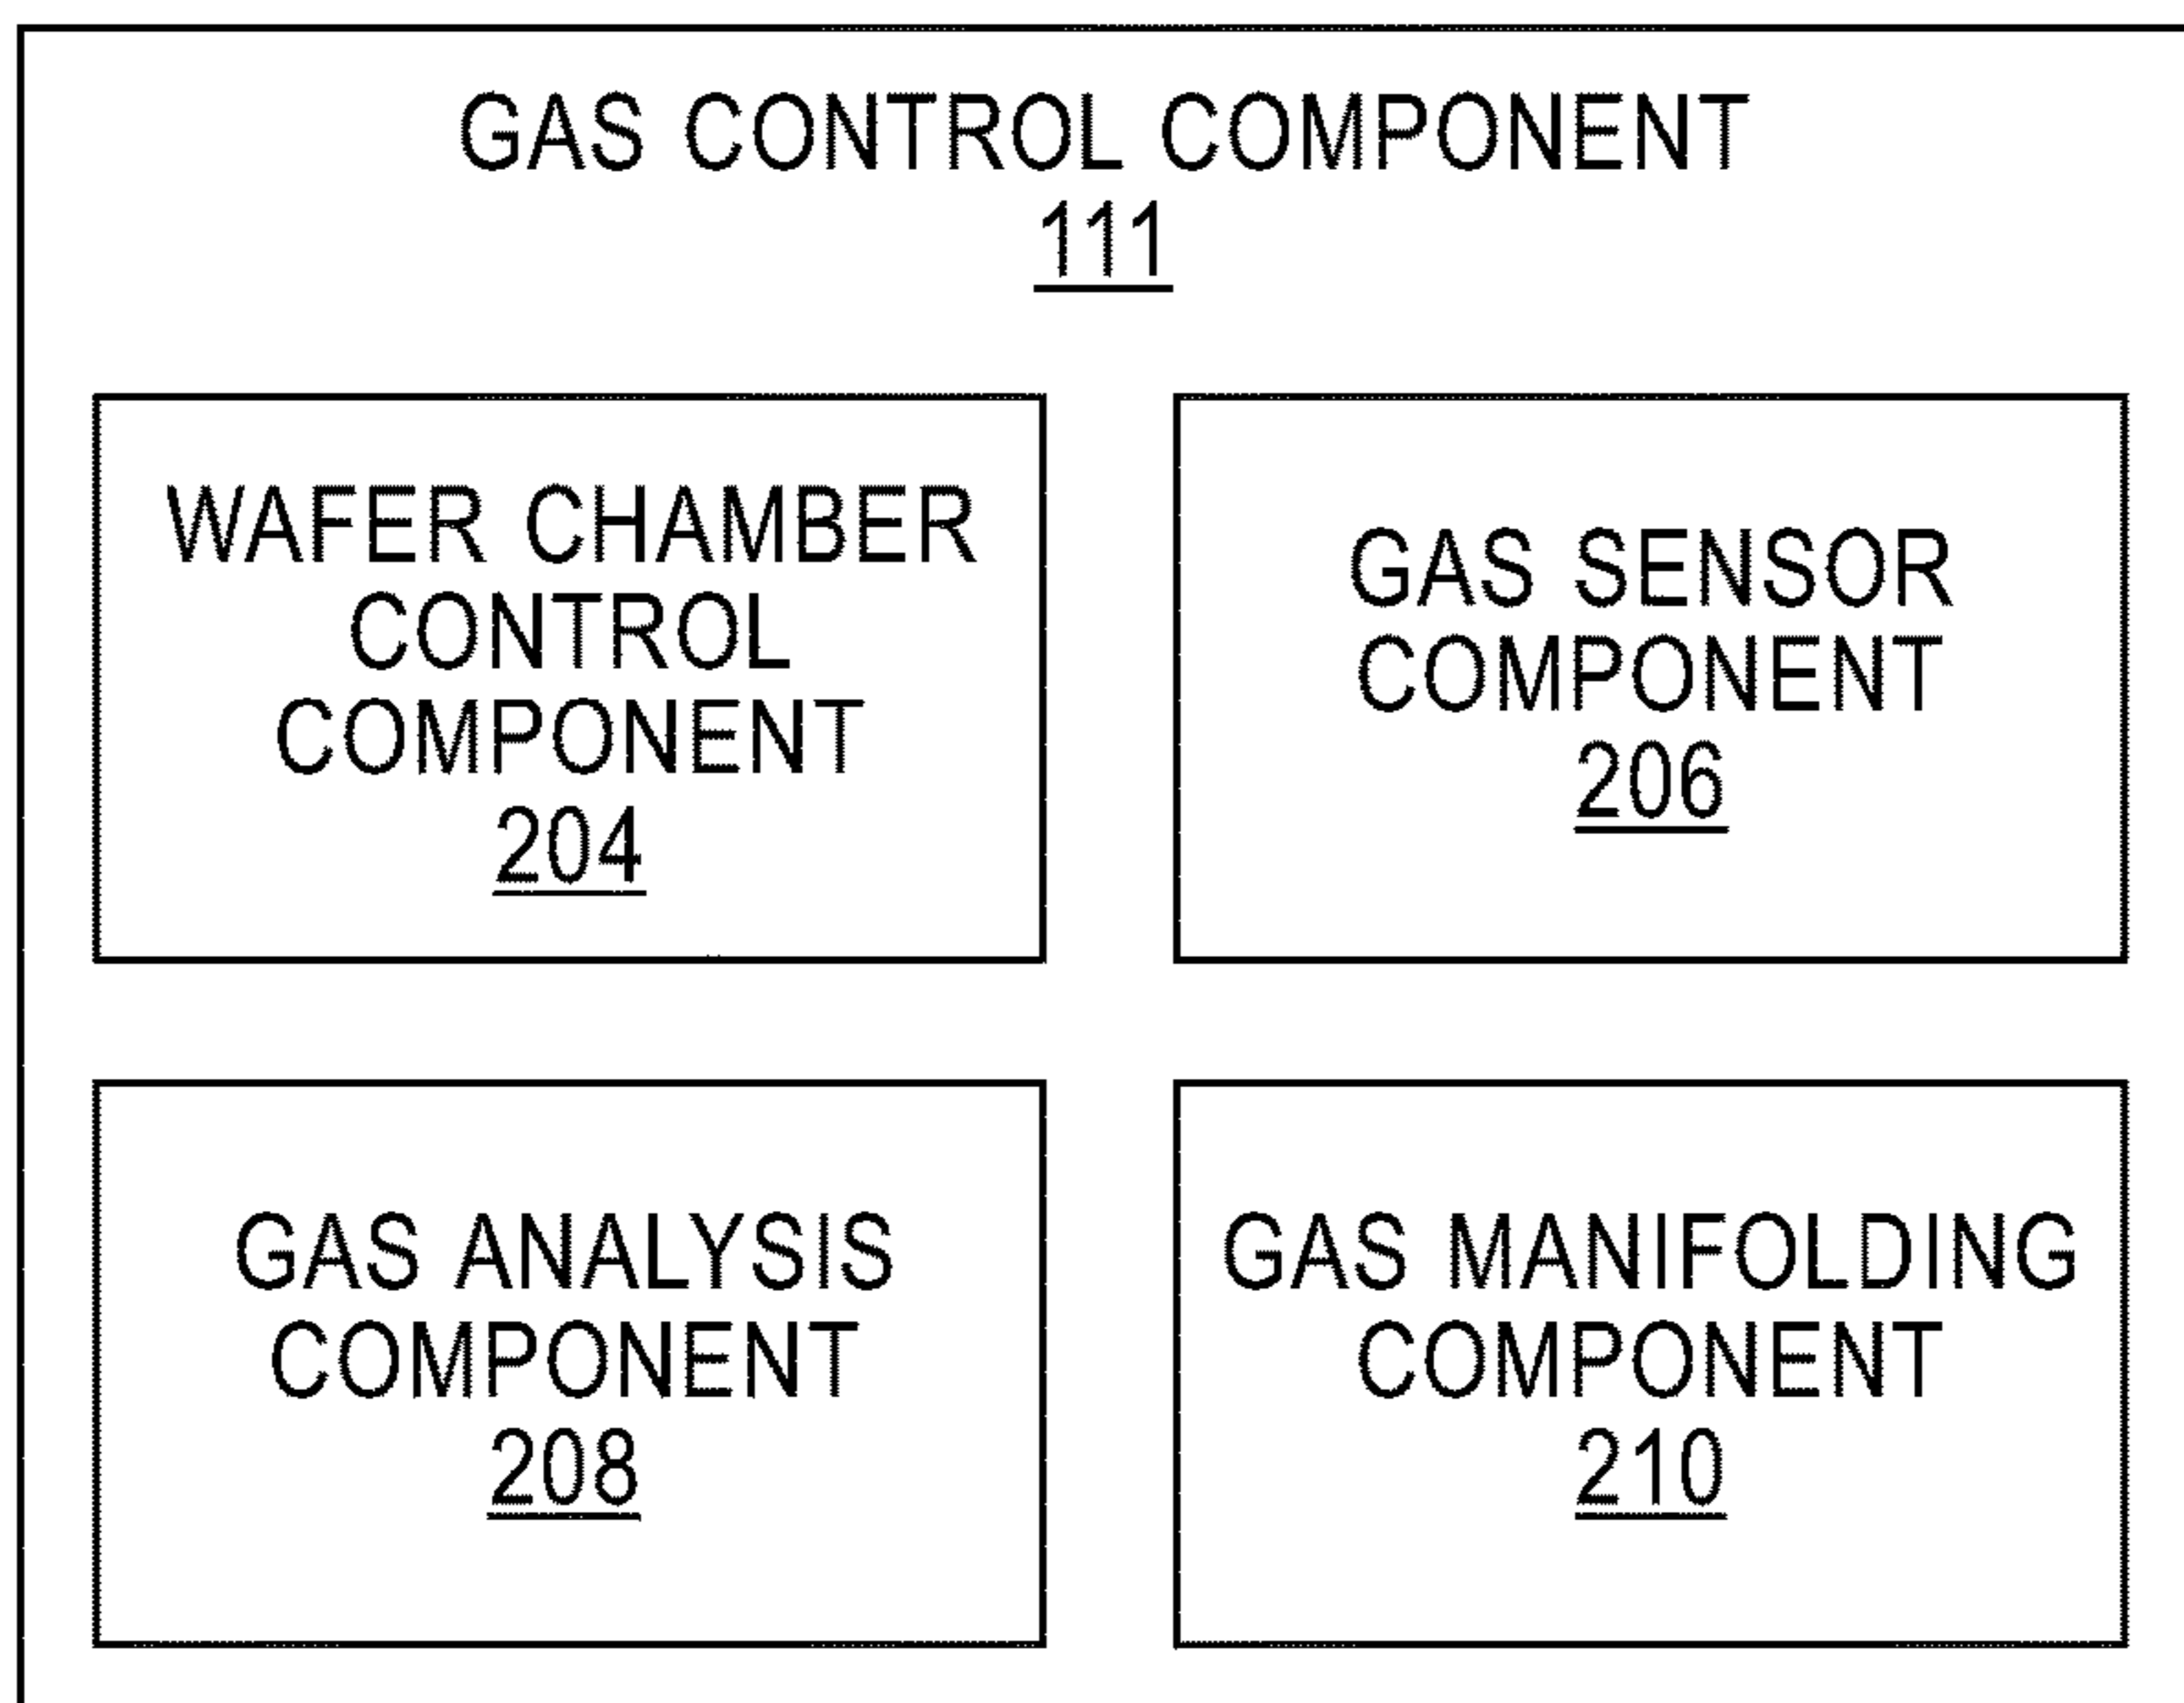 GAS CONTROL COMPONENT
111
WAFER CHAMBER
CONTROL
COMPONENT
204
GAS SENSOR
COMPONENT
206
GAS ANALYSIS
COMPONENT
208
GAS MANIFOLDING
COMPONENT
210